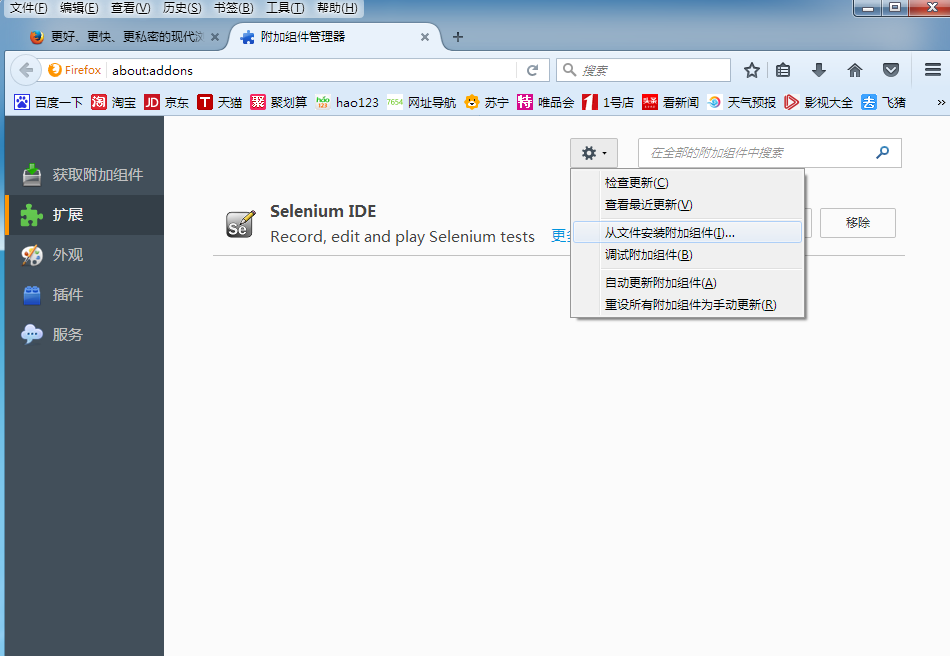 文件(F) 编辑(E) 查看(V) 历史(S) 书签(B) 工具(T) 帮助(H)
更好、更快、更私密的现代浏 附加组件管理器
Firefox about:addons 搜索
百度一下 淘宝 京东 天猫 聚划算 hao123 网址导航 苏宁 唯品会 1号店 看新闻 天气预报 影视大全 飞猪 »
获取附加组件
扩展
外观
插件
服务
在全部的附加组件中搜索
Selenium IDE
Record, edit and play Selenium tests 更多
移除
检查更新(C)
查看最近更新(V)
从文件安装附加组件(I)...
调试附加组件(B)
自动更新附加组件(A)
重设所有附加组件为手动更新(R)